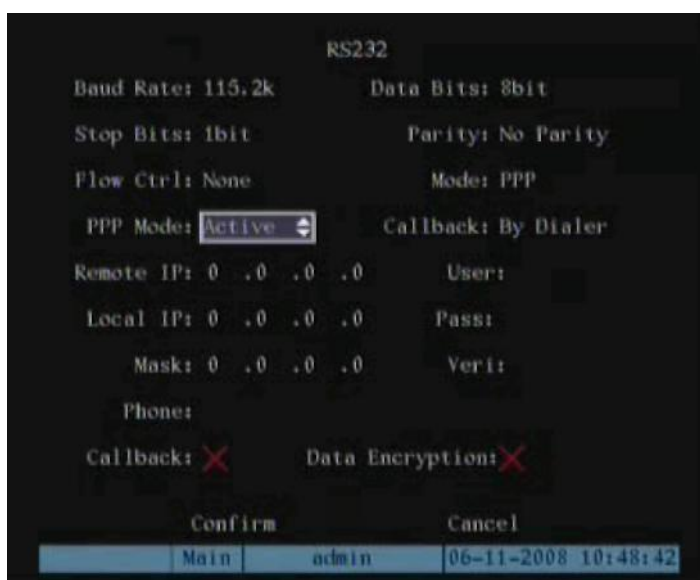 RS232
Baud Rate: 115.2k Data Bits: 8bit
Stop Bits: 1bit Parity: No Parity
Flow Ctrl: None Mode: PPP
PPP Mode: Active Callback: By Dialer
Remote IP: 0 .0 .0 .0 User:
Local IP: 0 .0 .0 .0 Pass:
Mask: 0 .0 .0 .0 Veri:
Phone:
Callback: Data Encryption:
Confirm Cancel
Main admin 06-11-2008 10:48:42